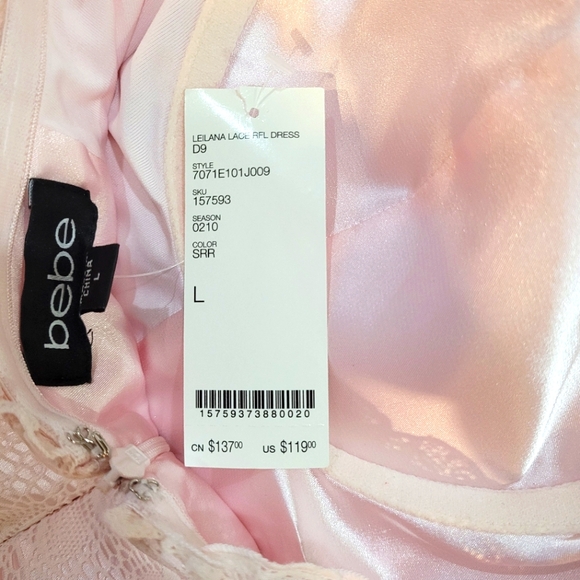 LEILANA LACE RFL DRESS
D9
STYLE
7071E101J009
SKU
157593
SEASON
0210
COLOR
SRR
L
15759373880020
CN $137.00 US $119.00
bebe
CHINA
L